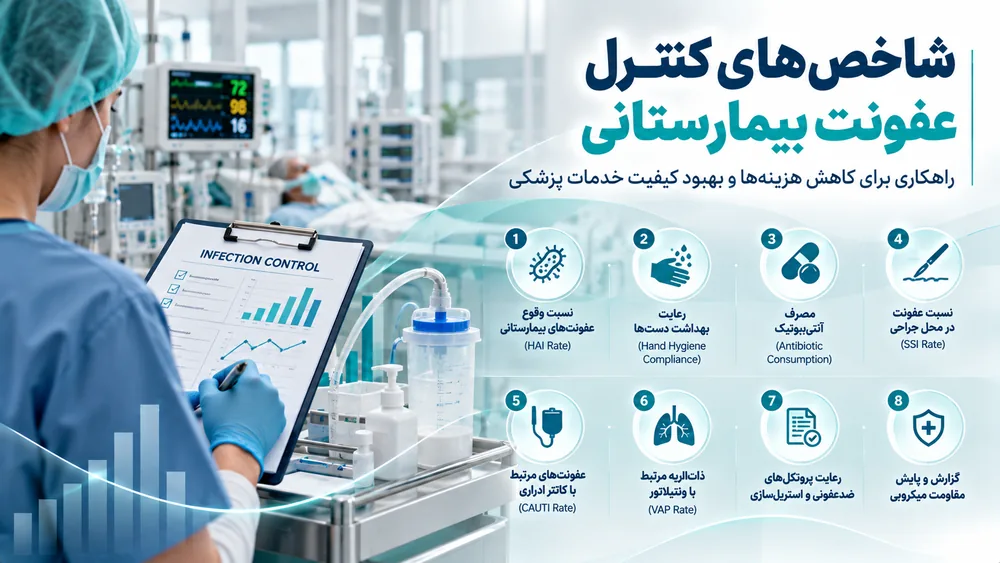 شاخص‌های کنترل
عفونت بیمارستانی
راهکاری برای کاهش هزینه‌ها و بهبود کیفیت خدمات پزشکی
72
98
16
INFECTION CONTROL
1
نسبت وقوع
عفونت‌های بیمارستانی
(HAI Rate)
2
رعایت
بهداشت دست‌ها
(Hand Hygiene
Compliance)
3
مصرف
آنتی‌بیوتیک
(Antibiotic
Consumption)
4
نسبت عفونت
در محل جراحی
(SSI Rate)
5
عفونت‌های مرتبط
با کاتتر ادراری
(CAUTI Rate)
6
ذات‌الریه مرتبط
با ونتیلاتور
(VAP Rate)
7
رعایت پروتکل‌های
ضدعفونی و استریل‌سازی
8
گزارش و پایش
مقاومت میکروبی